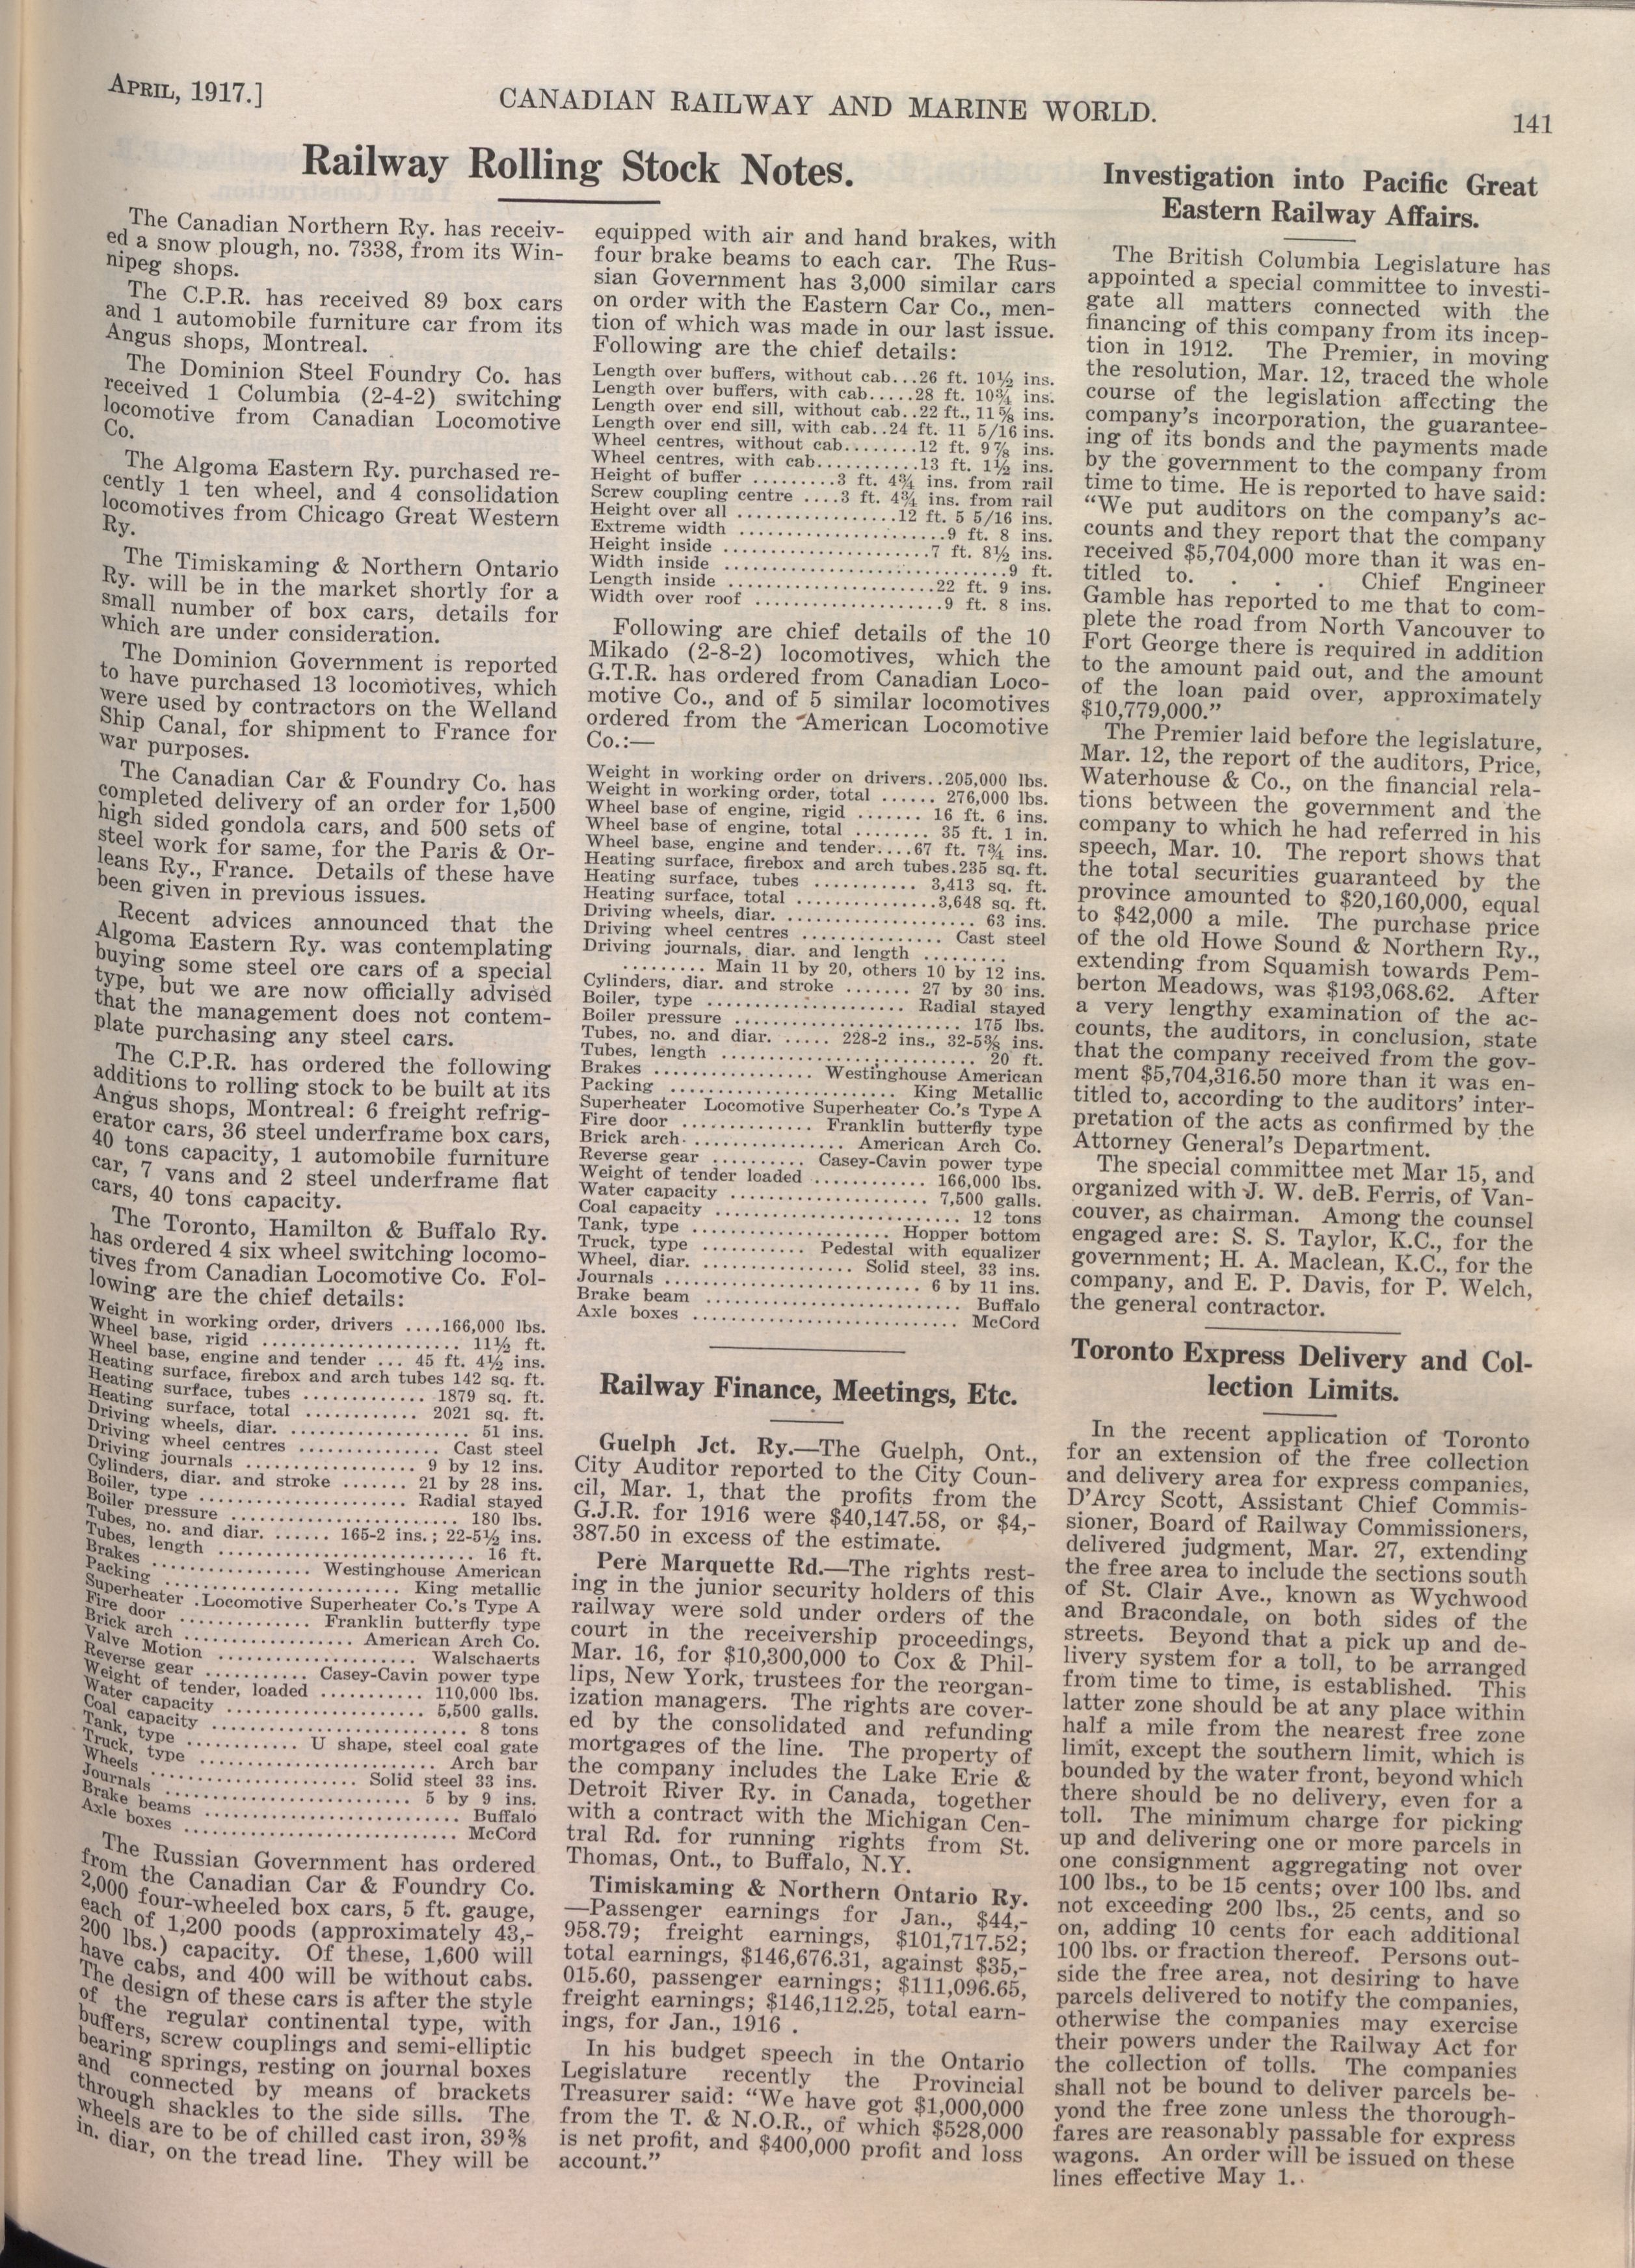 APRIL, 1917.]
CANADIAN RAILWAY AND MARINE WORLD.
141
Railway Rolling Stock Notes.
The Canadian Northern Ry. has receiv-
ed a snow plough, no. 7338, from its Win-
nipeg shops.
The C.P.R. has received 89 box cars
and 1 automobile furniture car from its
Angus shops, Montreal.
The Dominion Steel Foundry Co. has
received 1 Columbia (2-4-2) switching
locomotive from Canadian Locomotive
Co.
The Algoma Eastern Ry. purchased re-
cently 1 ten wheel, and 4 consolidation
locomotives from Chicago Great Western
Ry.
The Timiskaming & Northern Ontario
Ry. will be in the market shortly for a
small number of box cars, details for
which are under consideration.
The Dominion Government is reported
to have purchased 13 locomotives, which
were used by contractors on the Welland
Ship Canal, for shipment to France for
war purposes.
The Canadian Car & Foundry Co. has
completed delivery of an order for 1,500
high sided gondola cars, and 500 sets of
steel work for same, for the Paris & Or-
leans Ry., France. Details of these have
been given in previous issues.
Recent advices announced that the
Algoma Eastern Ry. was contemplating
buying some steel ore cars of a special
type, but we are now officially advised
that the management does not contem-
plate purchasing any steel cars.
The C.P.R. has ordered the following
additions to rolling stock to be built at its
Angus shops, Montreal: 6 freight refrig-
erator cars, 36 steel underframe box cars,
40 tons capacity, 1 automobile furniture
car, 7 vans and 2 steel underframe flat
cars, 40 tons capacity.
The Toronto, Hamilton & Buffalo Ry.
has ordered 4 six wheel switching locomo-
tives from Canadian Locomotive Co. Fol-
lowing are the chief details:
Weight in working order, drivers ....166,000 lbs.
Wheel base, rigid ..................... 11½ ft.
Wheel base, engine and tender ... 45 ft. 4½ ins.
Heating surface, firebox and arch tubes 142 sq. ft.
Heating surface, tubes ............. 1879 sq. ft.
Heating surface, total ............ 2021 sq. ft.
Driving wheels, diar. ................... 51 ins.
Driving wheel centres ............... Cast steel
Driving journals .................. 9 by 12 ins.
Cylinders, diar. and stroke ....... 21 by 28 ins.
Boiler, type ...................... Radial stayed
Boiler pressure ........................ 180 lbs.
Tubes, no. and diar. ...... 165-2 ins.; 22-5½ ins.
Tubes, length ........................... 16 ft.
Brakes ................. Westinghouse American
Packing ......................... King metallic
Superheater .Locomotive Superheater Co.'s Type A
Fire door .............. Franklin butterfly type
Brick arch .................. American Arch Co.
Valve Motion ..................... Walschaerts
Reverse gear ........... Casey-Cavin power type
Weight of tender, loaded ........... 110,000 lbs.
Water capacity ..................... 5,500 galls.
Coal capacity ........................... 8 tons
Tank, type ............ U shape, steel coal gate
Truck, type ......................... Arch bar
Wheels ...................... Solid steel 33 ins.
Journals .......................... 5 by 9 ins.
Brake beams ........................... Buffalo
Axle boxes ............................. McCord
The Russian Government has ordered
from the Canadian Car & Foundry Co.
2,000 four-wheeled box cars, 5 ft. gauge,
each of 1,200 poods (approximately 43,-
200 lbs.) capacity. Of these, 1,600 will
have cabs, and 400 will be without cabs.
The design of these cars is after the style
of the regular continental type, with
buffers, screw couplings and semi-elliptic
bearing springs, resting on journal boxes
and connected by means of brackets
through shackles to the side sills. The
wheels are to be of chilled cast iron, 39⅜
in. diar, on the tread line. They will be
equipped with air and hand brakes, with
four brake beams to each car. The Rus-
sian Government has 3,000 similar cars
on order with the Eastern Car Co., men-
tion of which was made in our last issue.
Following are the chief details:
Length over buffers, without cab...26 ft. 10½ ins.
Length over buffers, with cab.....28 ft. 10¾ ins.
Length over end sill, without cab..22 ft., 11⅝ ins.
Length over end sill, with cab..24 ft. 11 5/16 ins.
Wheel centres, without cab........12 ft. 9⅞ ins.
Wheel centres, with cab...........13 ft. 1½ ins.
Height of buffer .........3 ft. 4¾ ins. from rail
Screw coupling centre ....3 ft. 4¾ ins. from rail
Height over all .................12 ft. 5 5/16 ins.
Extreme width ......................9 ft. 8 ins.
Height inside ......................7 ft. 8½ ins.
Width inside ..............................9 ft.
Length inside ......................22 ft. 9 ins.
Width over roof ....................9 ft. 8 ins.
Following are chief details of the 10
Mikado (2-8-2) locomotives, which the
G.T.R. has ordered from Canadian Loco-
motive Co., and of 5 similar locomotives
ordered from the American Locomotive
Co.:—
Weight in working order on drivers..205,000 lbs.
Weight in working order, total ...... 276,000 lbs.
Wheel base of engine, rigid ....... 16 ft. 6 ins.
Wheel base of engine, total ........ 35 ft. 1 in.
Wheel base, engine and tender....67 ft. 7¾ ins.
Heating surface, firebox and arch tubes.235 sq. ft.
Heating surface, tubes ........... 3,413 sq. ft.
Heating surface, total ...............3,648 sq. ft.
Driving wheels, diar. .................... 63 ins.
Driving wheel centres ............... Cast steel
Driving journals, diar. and length .........
......... Main 11 by 20, others 10 by 12 ins.
Cylinders, diar. and stroke ....... 27 by 30 ins.
Boiler, type ..................... Radial stayed
Boiler pressure ........................ 175 lbs.
Tubes, no. and diar. ..... 228-2 ins., 32-5⅜ ins.
Tubes, length ........................... 20 ft.
Brakes ................. Westinghouse American
Packing ......................... King Metallic
Superheater Locomotive Superheater Co.'s Type A
Fire door .............. Franklin butterfly type
Brick arch................. American Arch Co.
Reverse gear .......... Casey-Cavin power type
Weight of tender loaded ............ 166,000 lbs.
Water capacity ..................... 7,500 galls.
Coal capacity .......................... 12 tons
Tank, type ..................... Hopper bottom
Truck, type ........... Pedestal with equalizer
Wheel, diar. ................ Solid steel, 33 ins.
Journals ........................... 6 by 11 ins.
Brake beam ........................... Buffalo
Axle boxes ............................ McCord
Railway Finance, Meetings, Etc.
Guelph Jct. Ry.—The Guelph, Ont.,
City Auditor reported to the City Coun-
cil, Mar. 1, that the profits from the
G.J.R. for 1916 were $40,147.58, or $4,-
387.50 in excess of the estimate.
Pere Marquette Rd.—The rights rest-
ing in the junior security holders of this
railway were sold under orders of the
court in the receivership proceedings,
Mar. 16, for $10,300,000 to Cox & Phil-
lips, New York, trustees for the reorgan-
ization managers. The rights are cover-
ed by the consolidated and refunding
mortgages of the line. The property of
the company includes the Lake Erie &
Detroit River Ry. in Canada, together
with a contract with the Michigan Cen-
tral Rd. for running rights from St.
Thomas, Ont., to Buffalo, N.Y.
Timiskaming & Northern Ontario Ry.
—Passenger earnings for Jan., $44,-
958.79; freight earnings, $101,717.52;
total earnings, $146,676.31, against $35,-
015.60, passenger earnings; $111,096.65,
freight earnings; $146,112.25, total earn-
ings, for Jan., 1916 .
In his budget speech in the Ontario
Legislature recently the Provincial
Treasurer said: "We have got $1,000,000
from the T. & N.O.R., of which $528,000
is net profit, and $400,000 profit and loss
account."
Investigation into Pacific Great
Eastern Railway Affairs.
The British Columbia Legislature has
appointed a special committee to investi-
gate all matters connected with the
financing of this company from its incep-
tion in 1912. The Premier, in moving
the resolution, Mar. 12, traced the whole
course of the legislation affecting the
company's incorporation, the guarantee-
ing of its bonds and the payments made
by the government to the company from
time to time. He is reported to have said:
"We put auditors on the company's ac-
counts and they report that the company
received $5,704,000 more than it was en-
titled to. . . . Chief Engineer
Gamble has reported to me that to com-
plete the road from North Vancouver to
Fort George there is required in addition
to the amount paid out, and the amount
of the loan paid over, approximately
$10,779,000."
The Premier laid before the legislature,
Mar. 12, the report of the auditors, Price,
Waterhouse & Co., on the financial rela-
tions between the government and the
company to which he had referred in his
speech, Mar. 10. The report shows that
the total securities guaranteed by the
province amounted to $20,160,000, equal
to $42,000 a mile. The purchase price
of the old Howe Sound & Northern Ry.,
extending from Squamish towards Pem-
berton Meadows, was $193,068.62. After
a very lengthy examination of the ac-
counts, the auditors, in conclusion, state
that the company received from the gov-
ment $5,704,316.50 more than it was en-
titled to, according to the auditors' inter-
pretation of the acts as confirmed by the
Attorney General's Department.
The special committee met Mar 15, and
organized with J. W. deB. Ferris, of Van-
couver, as chairman. Among the counsel
engaged are: S. S. Taylor, K.C., for the
government; H. A. Maclean, K.C., for the
company, and E. P. Davis, for P. Welch,
the general contractor.
Toronto Express Delivery and Col-
lection Limits.
In the recent application of Toronto
for an extension of the free collection
and delivery area for express companies,
D'Arcy Scott, Assistant Chief Commis-
sioner, Board of Railway Commissioners,
delivered judgment, Mar. 27, extending
the free area to include the sections south
of St. Clair Ave., known as Wychwood
and Bracondale, on both sides of the
streets. Beyond that a pick up and de-
livery system for a toll, to be arranged
from time to time, is established. This
latter zone should be at any place within
half a mile from the nearest free zone
limit, except the southern limit, which is
bounded by the water front, beyond which
there should be no delivery, even for a
toll. The minimum charge for picking
up and delivering one or more parcels in
one consignment aggregating not over
100 lbs., to be 15 cents; over 100 lbs. and
not exceeding 200 lbs., 25 cents, and so
on, adding 10 cents for each additional
100 lbs. or fraction thereof. Persons out-
side the free area, not desiring to have
parcels delivered to notify the companies,
otherwise the companies may exercise
their powers under the Railway Act for
the collection of tolls. The companies
shall not be bound to deliver parcels be-
yond the free zone unless the thorough-
fares are reasonably passable for express
wagons. An order will be issued on these
lines effective May 1.